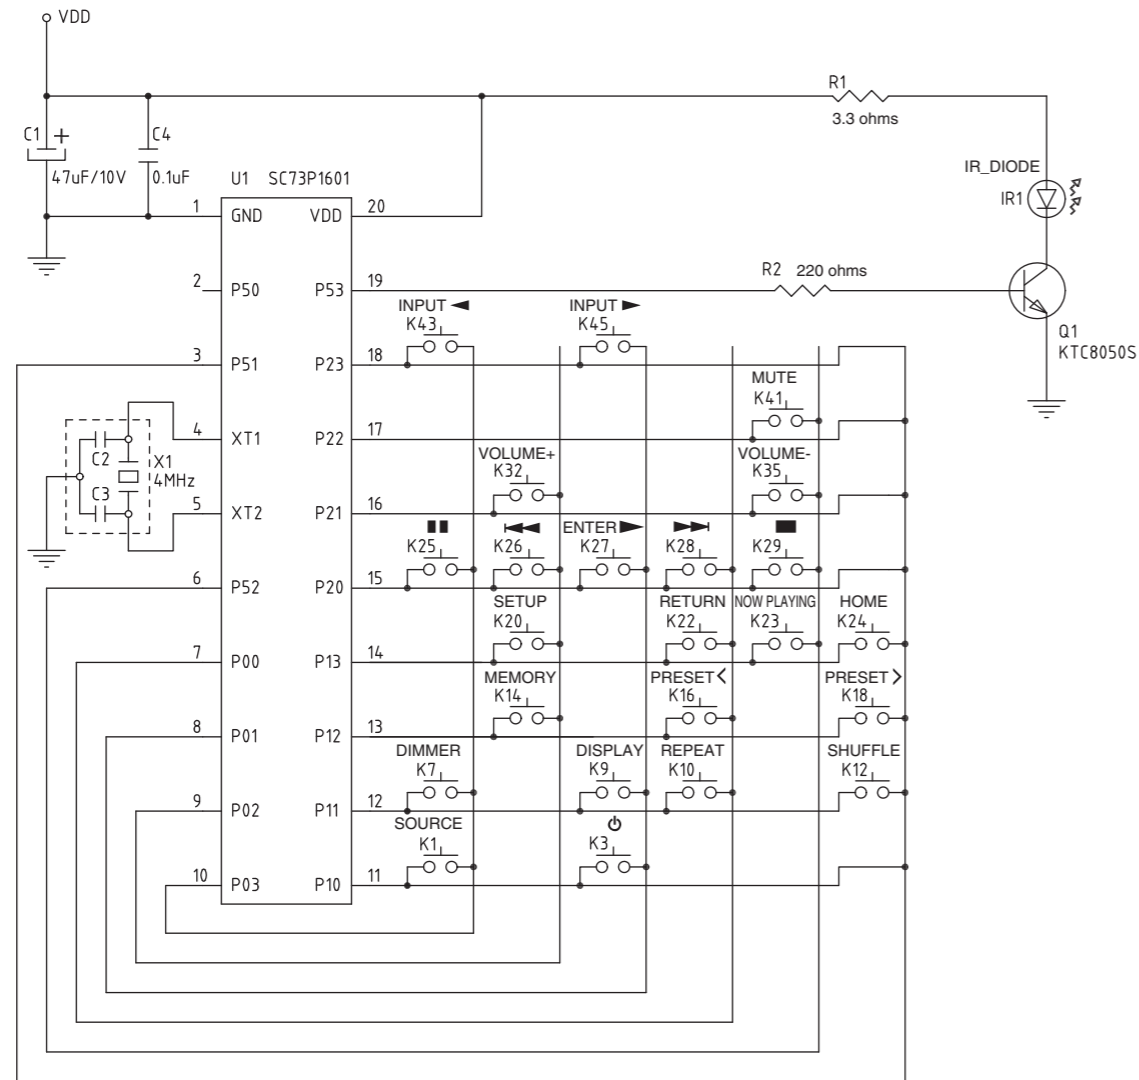 VDD
R1
3.3 ohms
C1 +
C4
47uF/10V
0.1uF
IR_DIODE
IR1
U1 SC73P1601
1 GND VDD 20
R2 220 ohms
2 P50 P53 19
INPUT
K43
INPUT
K45
Q1
KTC8050S
3 P51 P23 18
MUTE
K41
4 XT1 P22 17
C2
X1
4MHz
C3
VOLUME+
K32
VOLUME-
K35
5 XT2 P21 16
ENTER
K25 K26 K27 K28 K29
6 P52 P20 15
SETUP RETURN NOW PLAYING HOME
K20 K22 K23 K24
7 P00 P13 14
MEMORY PRESET< PRESET>
K14 K16 K18
8 P01 P12 13
DIMMER DISPLAY REPEAT SHUFFLE
K7 K9 K10 K12
9 P02 P11 12
SOURCE
K1 K3
10 P03 P10 11